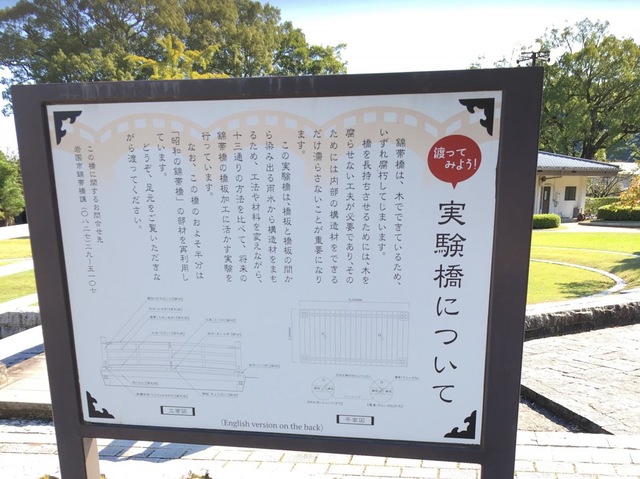 渡って
みよう!
実験橋について
錦帯橋は、木でできているため、
いずれ腐朽してしまいます。
橋を長持ちさせるためには、木を
腐らせない工夫が必要であり、その
ためには内部の構造材をできる
だけ濡らさないことが重要になり
ます。
この実験橋は、橋板と橋板の間か
ら染み出る雨水から構造材をまも
るため、工法や材料を変えながら、
十三通りの方法を比べて、将来の
錦帯橋の橋板加工に活かす実験を
行っています。
なお、この橋のおよそ半分は
「昭和の錦帯橋」の部材を再利用し
ています。
どうぞ、足元をご覧いただきな
がら渡ってください。
この橋に関するお問合せ先
岩国市錦帯橋課(〇八二七-二九-五一〇七
立面図
平面図
(English version on the back)